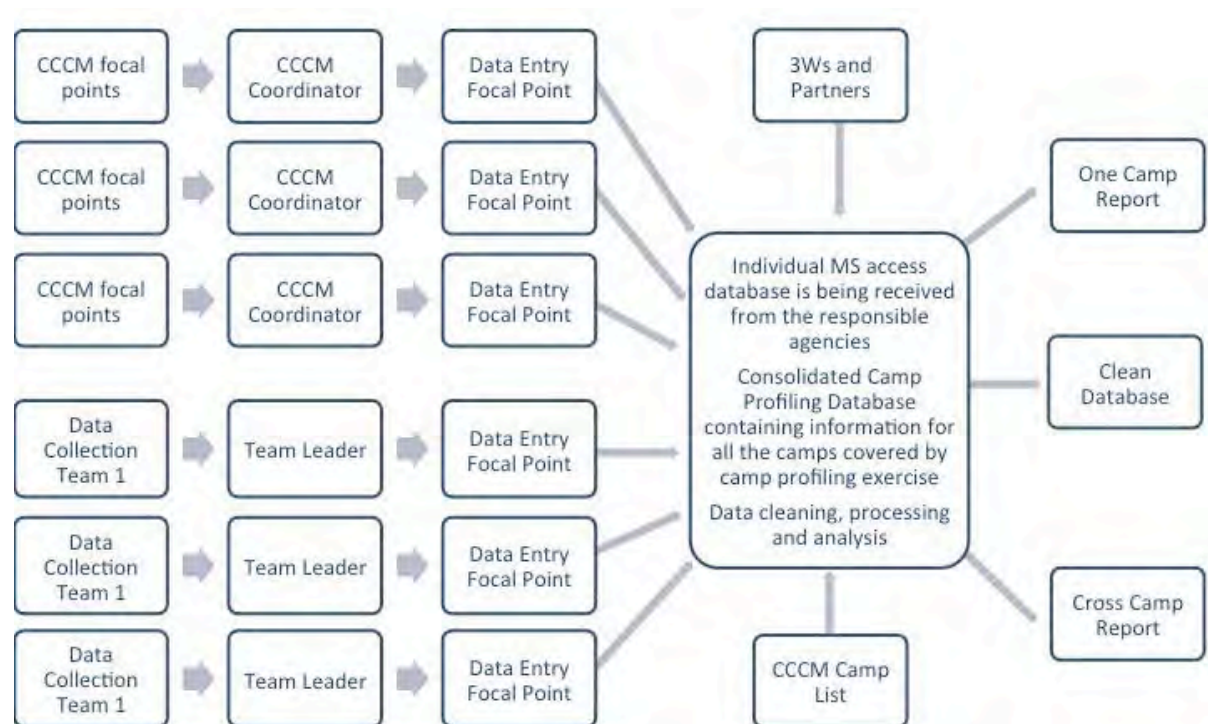 CCCM focal
points
CCCM
Coordinator
Data Entry
Focal Point
CCCM focal
points
CCCM
Coordinator
Data Entry
Focal Point
CCCM focal
points
CCCM
Coordinator
Data Entry
Focal Point
Data
Collection
Team 1
Team Leader
Data Entry
Focal Point
Data
Collection
Team 1
Team Leader
Data Entry
Focal Point
Data
Collection
Team 1
Team Leader
Data Entry
Focal Point
3Ws and
Partners
Individual MS access
database is being received
from the responsible
agencies
Consolidated Camp
Profiling Database
containing information for
all the camps covered by
camp profiling exercise
Data cleaning, processing
and analysis
CCCM Camp
List
One Camp
Report
Clean
Database
Cross Camp
Report